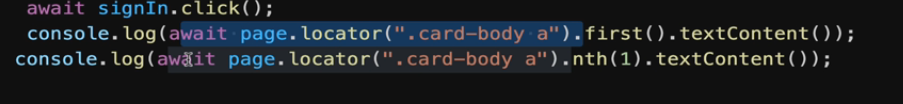 await signIn.click();
console.log(await page.locator(".card-body a").first().textContent());
console.log(await page.locator(".card-body a").nth(1).textContent());